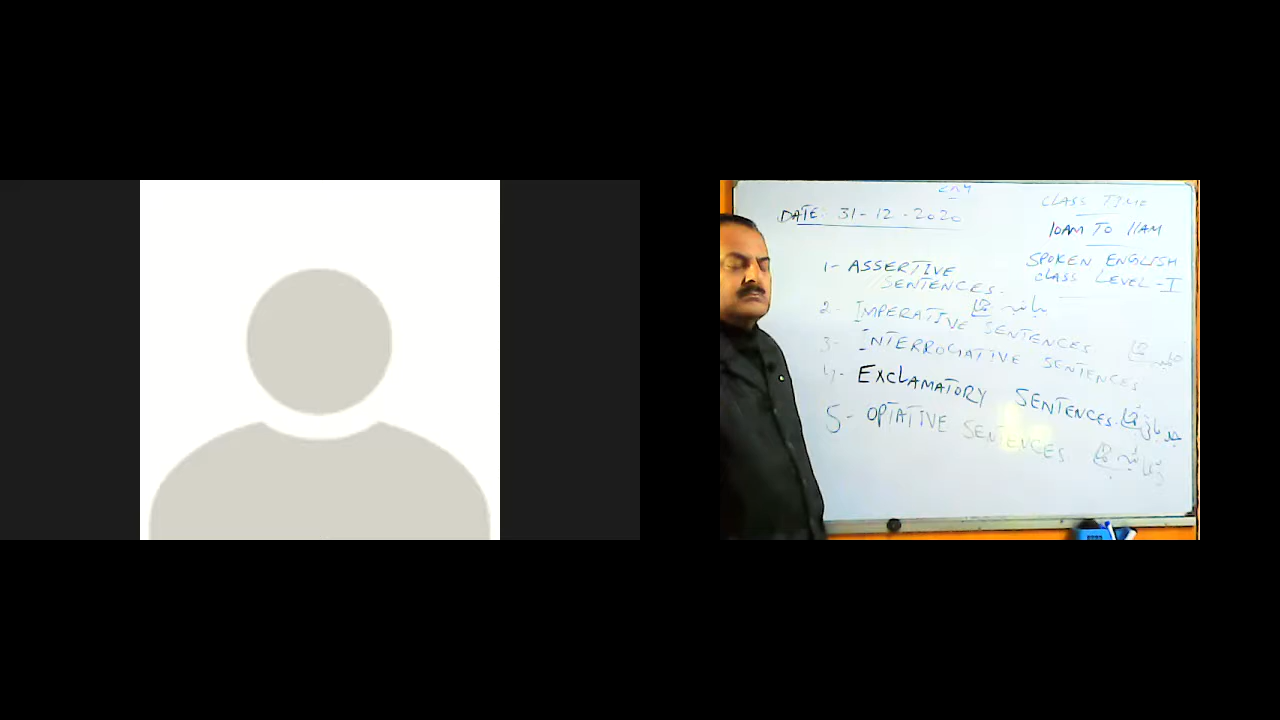 DATE: 31-12-2020
CLASS TIME
10AM TO 11AM
SPOKEN ENGLISH
CLASS LEVEL-I
1- ASSERTIVE
SENTENCES.
2- IMPERATIVE SENTENCES
3- INTERROGATIVE SENTENCES
4- EXCLAMATORY SENTENCES.
5- OPTATIVE SENTENCES